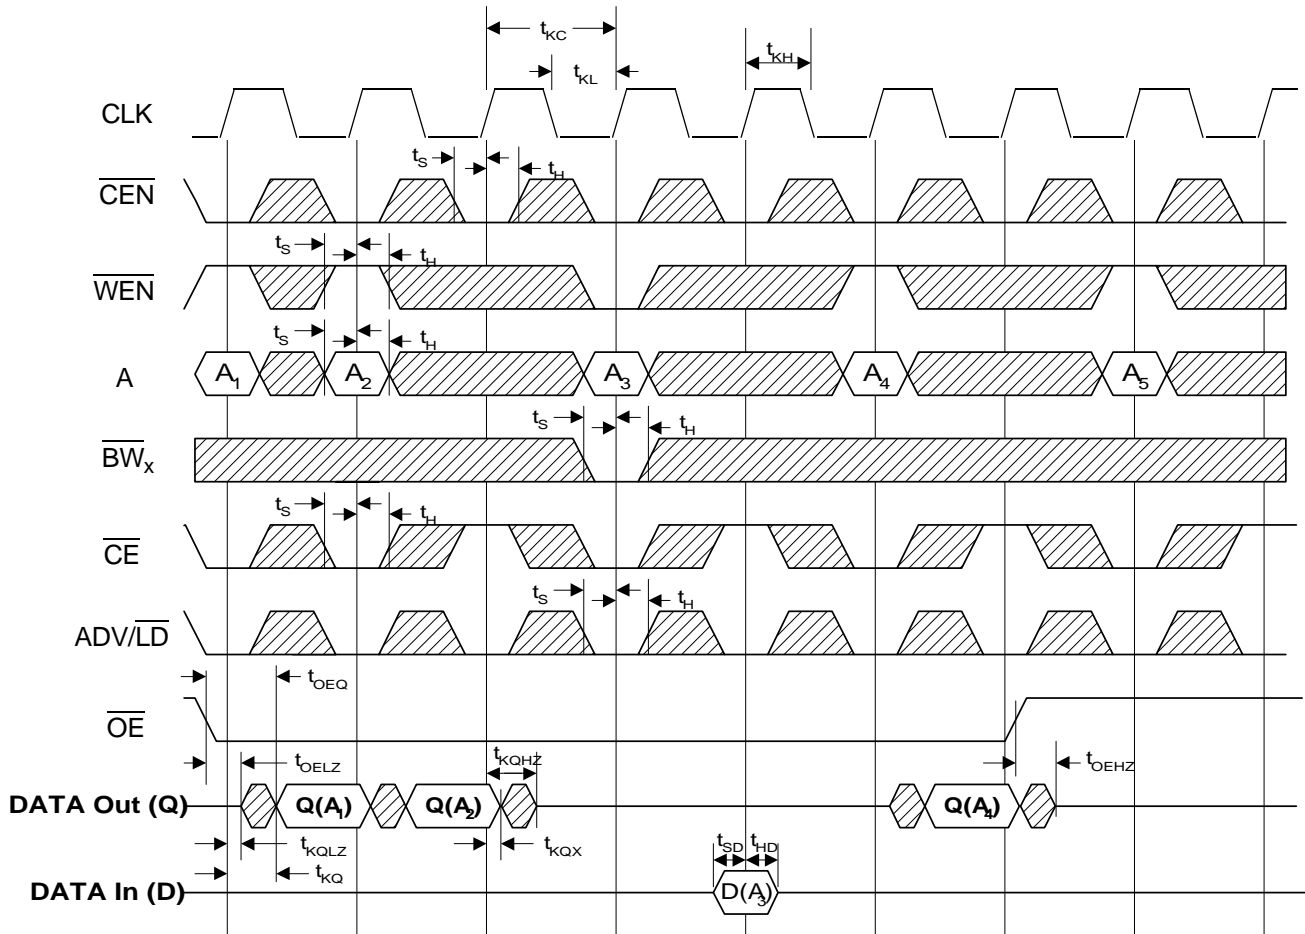 tKC
tKH
tKL
CLK
tS
tH
CEN
tS
tH
WEN
tS
tH
A
A1
A2
A3
A4
A5
tS
tH
BWx
tS
tH
CE
tS
tH
ADV/LD
tOEQ
OE
tOELZ
tKQHZ
tOEHZ
DATA Out (Q)
Q(A1)
Q(A2)
Q(A4)
tKQLZ
tKQX
tSD
tHD
tKQ
DATA In (D)
D(A3)